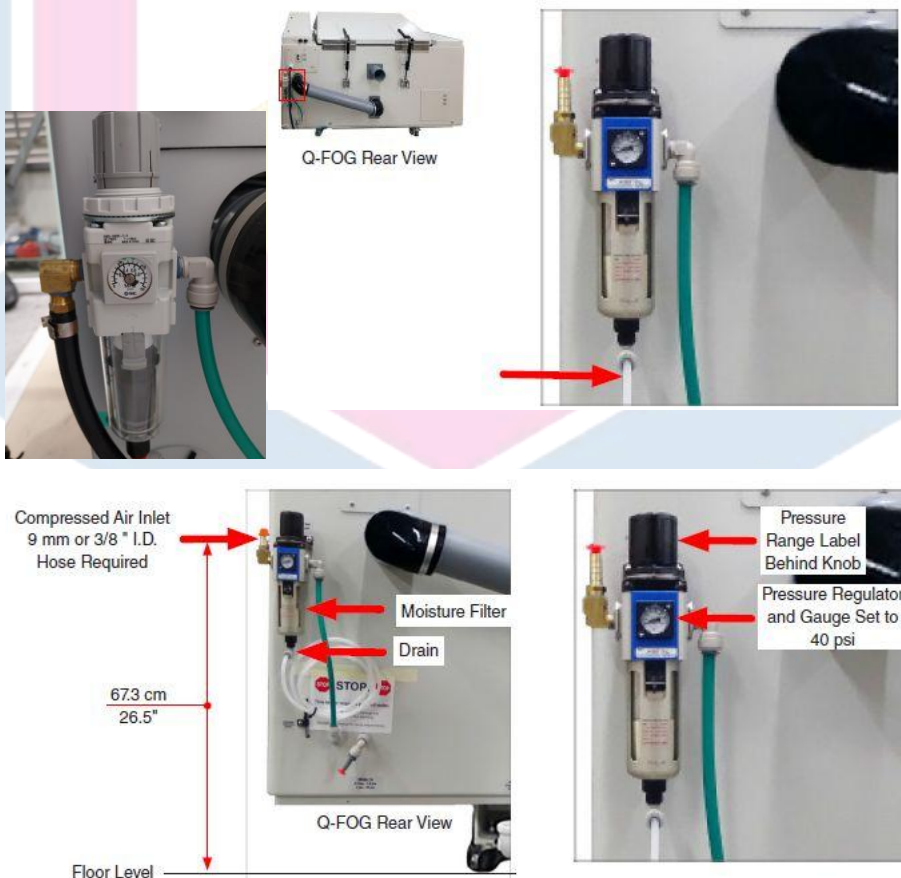 Q-FOG Rear View
Compressed Air Inlet
9 mm or 3/8 " I.D.
Hose Required
Moisture Filter
Drain
STOP
STOP
67.3 cm
26.5"
Q-FOG Rear View
Floor Level
Pressure
Range Label
Behind Knob
Pressure Regulator
and Gauge Set to
40 psi